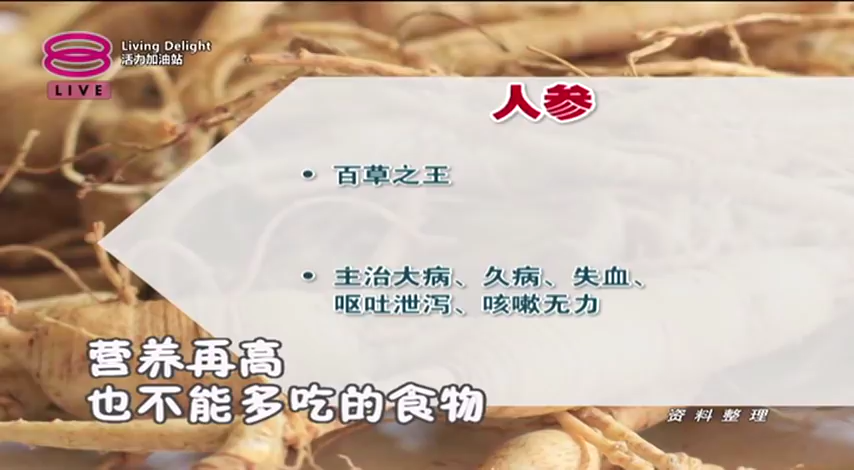 Living Delight
活力加油站
LIVE
人参
• 百草之王
• 主治大病、久病、失血、
呕吐泄泻、咳嗽无力
营养再高
也不能多吃的食物
资料整理